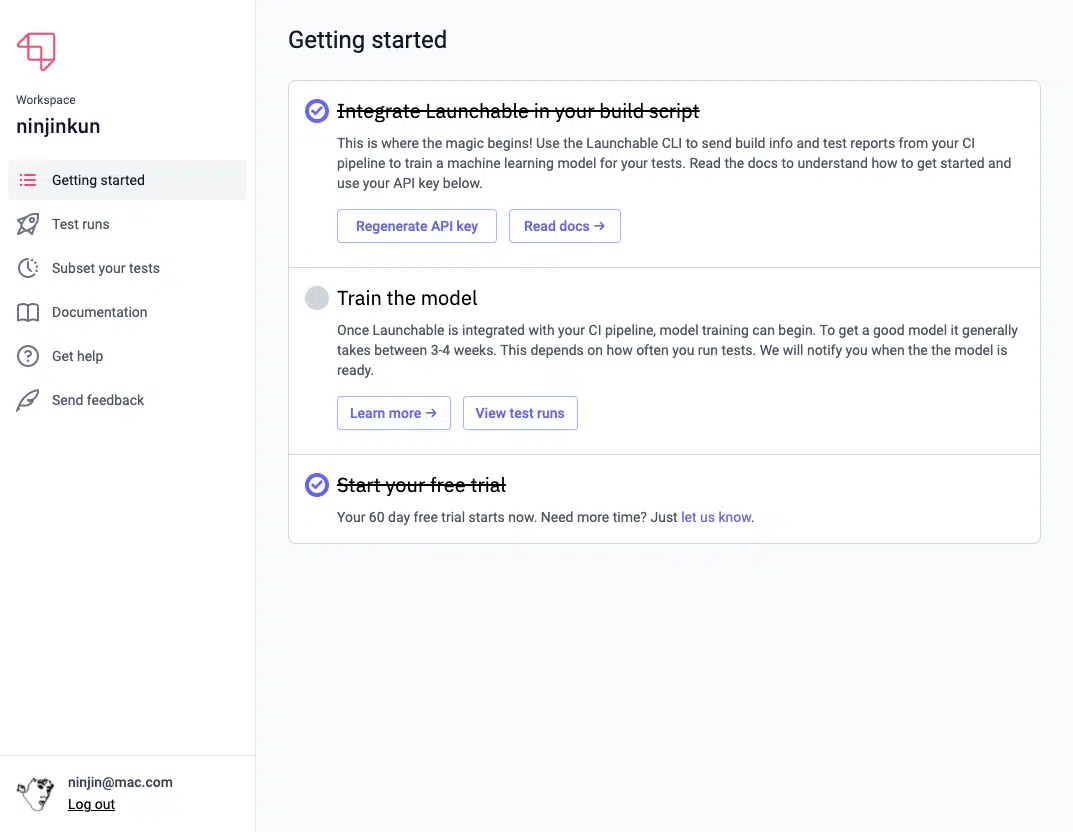 Workspace
ninjinkun
Getting started
Test runs
Subset your tests
Documentation
Get help
Send feedback
ninjin@mac.com
Log out
Getting started
Integrate Launchable in your build script
This is where the magic begins! Use the Launchable CLI to send build info and test reports from your CI
pipeline to train a machine learning model for your tests. Read the docs to understand how to get started and
use your API key below.
Regenerate API key
Read docs →
Train the model
Once Launchable is integrated with your CI pipeline, model training can begin. To get a good model it generally
takes between 3-4 weeks. This depends on how often you run tests. We will notify you when the the model is
ready.
Learn more →
View test runs
Start your free trial
Your 60 day free trial starts now. Need more time? Just let us know.